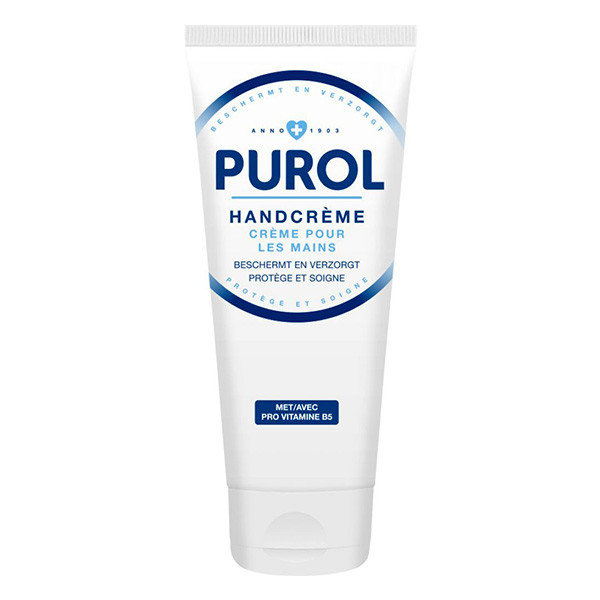 BESCHERMT EN VERZORGT
ANNO 1903
PUROL
HANDCRÈME
CRÈME POUR
LES MAINS
BESCHERMT EN VERZORGT
PROTÈGE ET SOIGNE
PROTÈGE ET SOIGNE
MET/AVEC
PRO VITAMINE B5